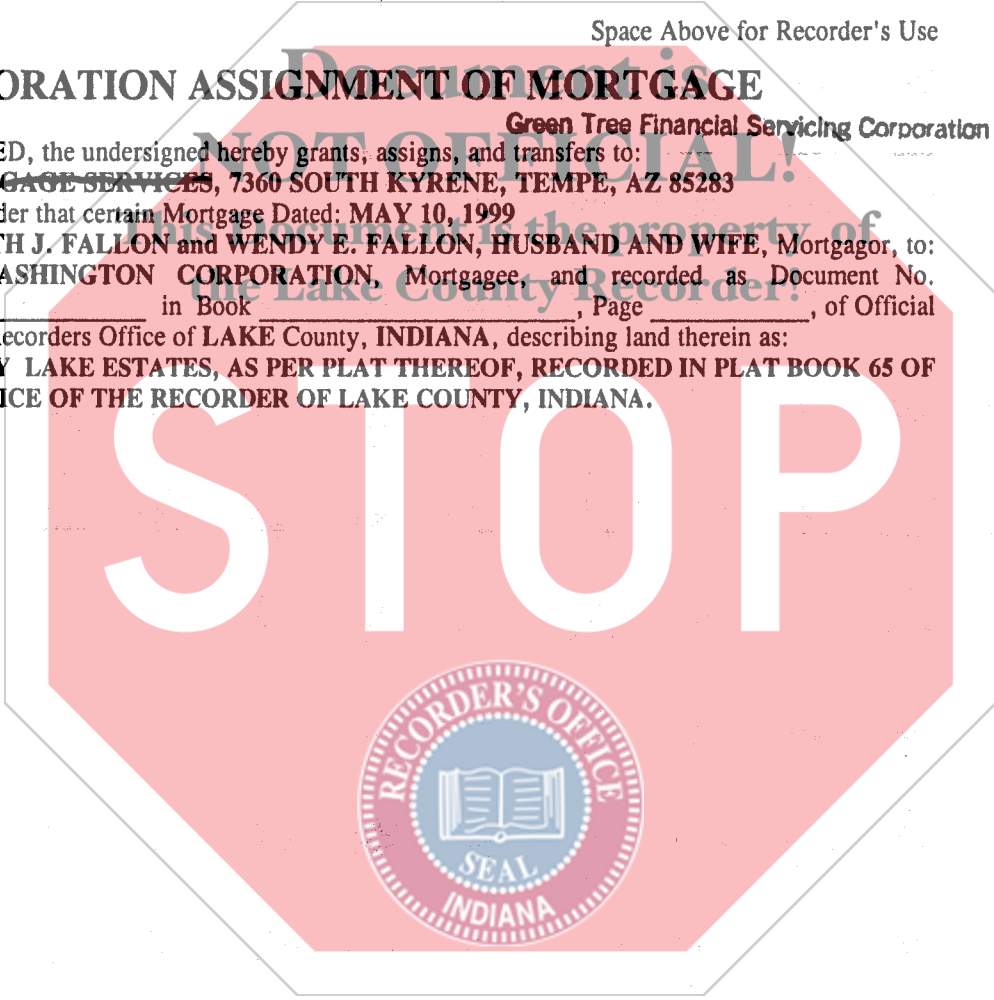 Space Above for Recorder's Use
ORATION ASSIGNMENT OF MORTGAGE
Green Tree Financial Servicing Corporation
ED, the undersigned hereby grants, assigns, and transfers to:
GAGE SERVICES, 7360 SOUTH KYRENE, TEMPE, AZ 85283
der that certain Mortgage Dated: MAY 10, 1999
TH J. FALLON and WENDY E. FALLON, HUSBAND AND WIFE, Mortgagor, to:
ASHINGTON CORPORATION, Mortgagee, and recorded as Document No.
____________ in Book __________________________, Page _____________, of Official
ecorders Office of LAKE County, INDIANA, describing land therein as:
Y LAKE ESTATES, AS PER PLAT THEREOF, RECORDED IN PLAT BOOK 65 OF
ICE OF THE RECORDER OF LAKE COUNTY, INDIANA.
Document is
NOT OFFICIAL!
This Document is the property of
the Lake County Recorder!
STOP
RECORDER'S OFFICE
SEAL
INDIANA